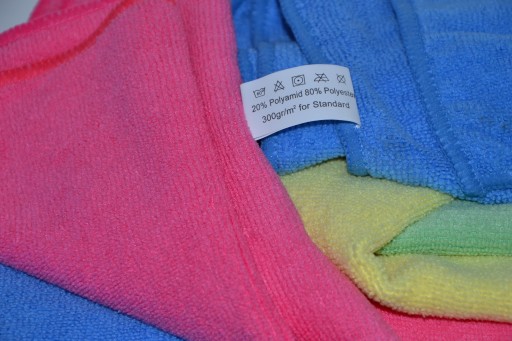 20% Polyamid 80% Polyester
300gr/m² for Standard